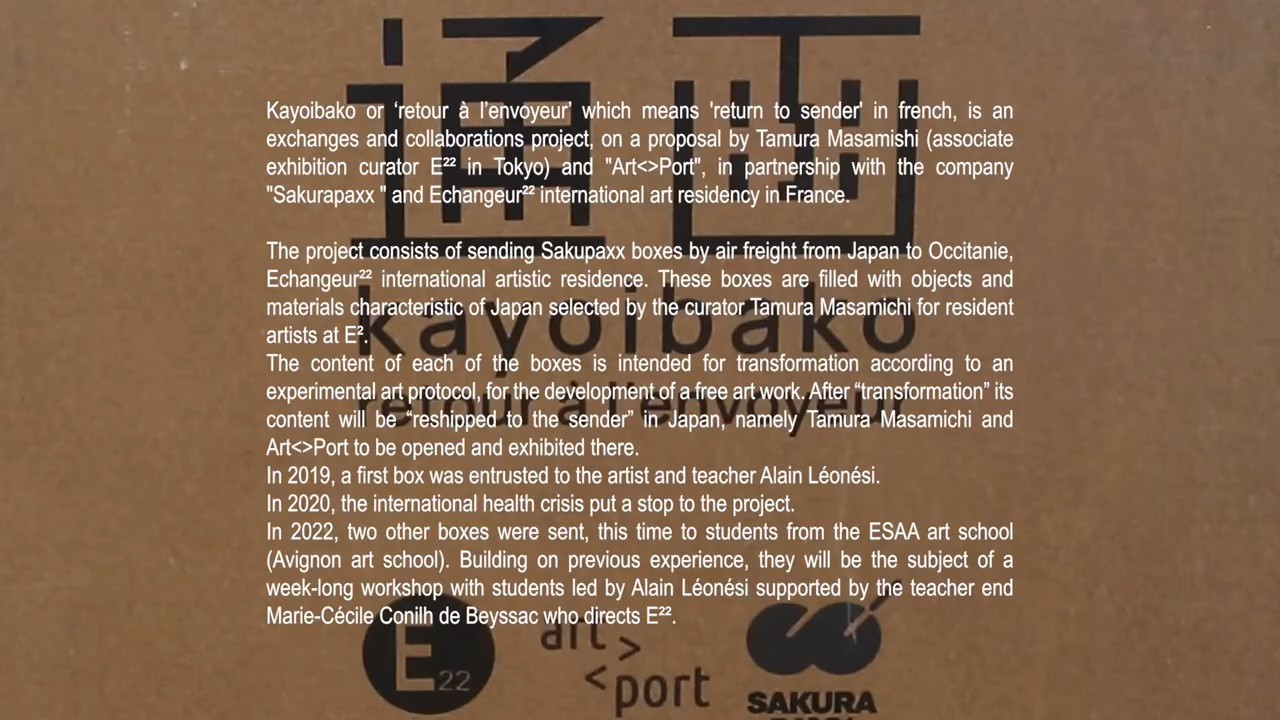 Kayoibako or ‘retour à l’envoyeur’ which means 'return to sender' in french, is an
exchanges and collaborations project, on a proposal by Tamura Masamishi (associate
exhibition curator E²² in Tokyo) and "Art<>Port", in partnership with the company
"Sakurapaxx " and Echangeur²² international art residency in France.
The project consists of sending Sakupaxx boxes by air freight from Japan to Occitanie,
Echangeur²² international artistic residence. These boxes are filled with objects and
materials characteristic of Japan selected by the curator Tamura Masamichi for resident
artists at E².
The content of each of the boxes is intended for transformation according to an
experimental art protocol, for the development of a free art work. After “transformation” its
content will be “reshipped to the sender” in Japan, namely Tamura Masamichi and
Art<>Port to be opened and exhibited there.
In 2019, a first box was entrusted to the artist and teacher Alain Léonési.
In 2020, the international health crisis put a stop to the project.
In 2022, two other boxes were sent, this time to students from the ESAA art school
(Avignon art school). Building on previous experience, they will be the subject of a
week-long workshop with students led by Alain Léonési supported by the teacher end
Marie-Cécile Conilh de Beyssac who directs E²².
kayoibako
retour à l'envoyeur
E22
art>
<port
SAKURA